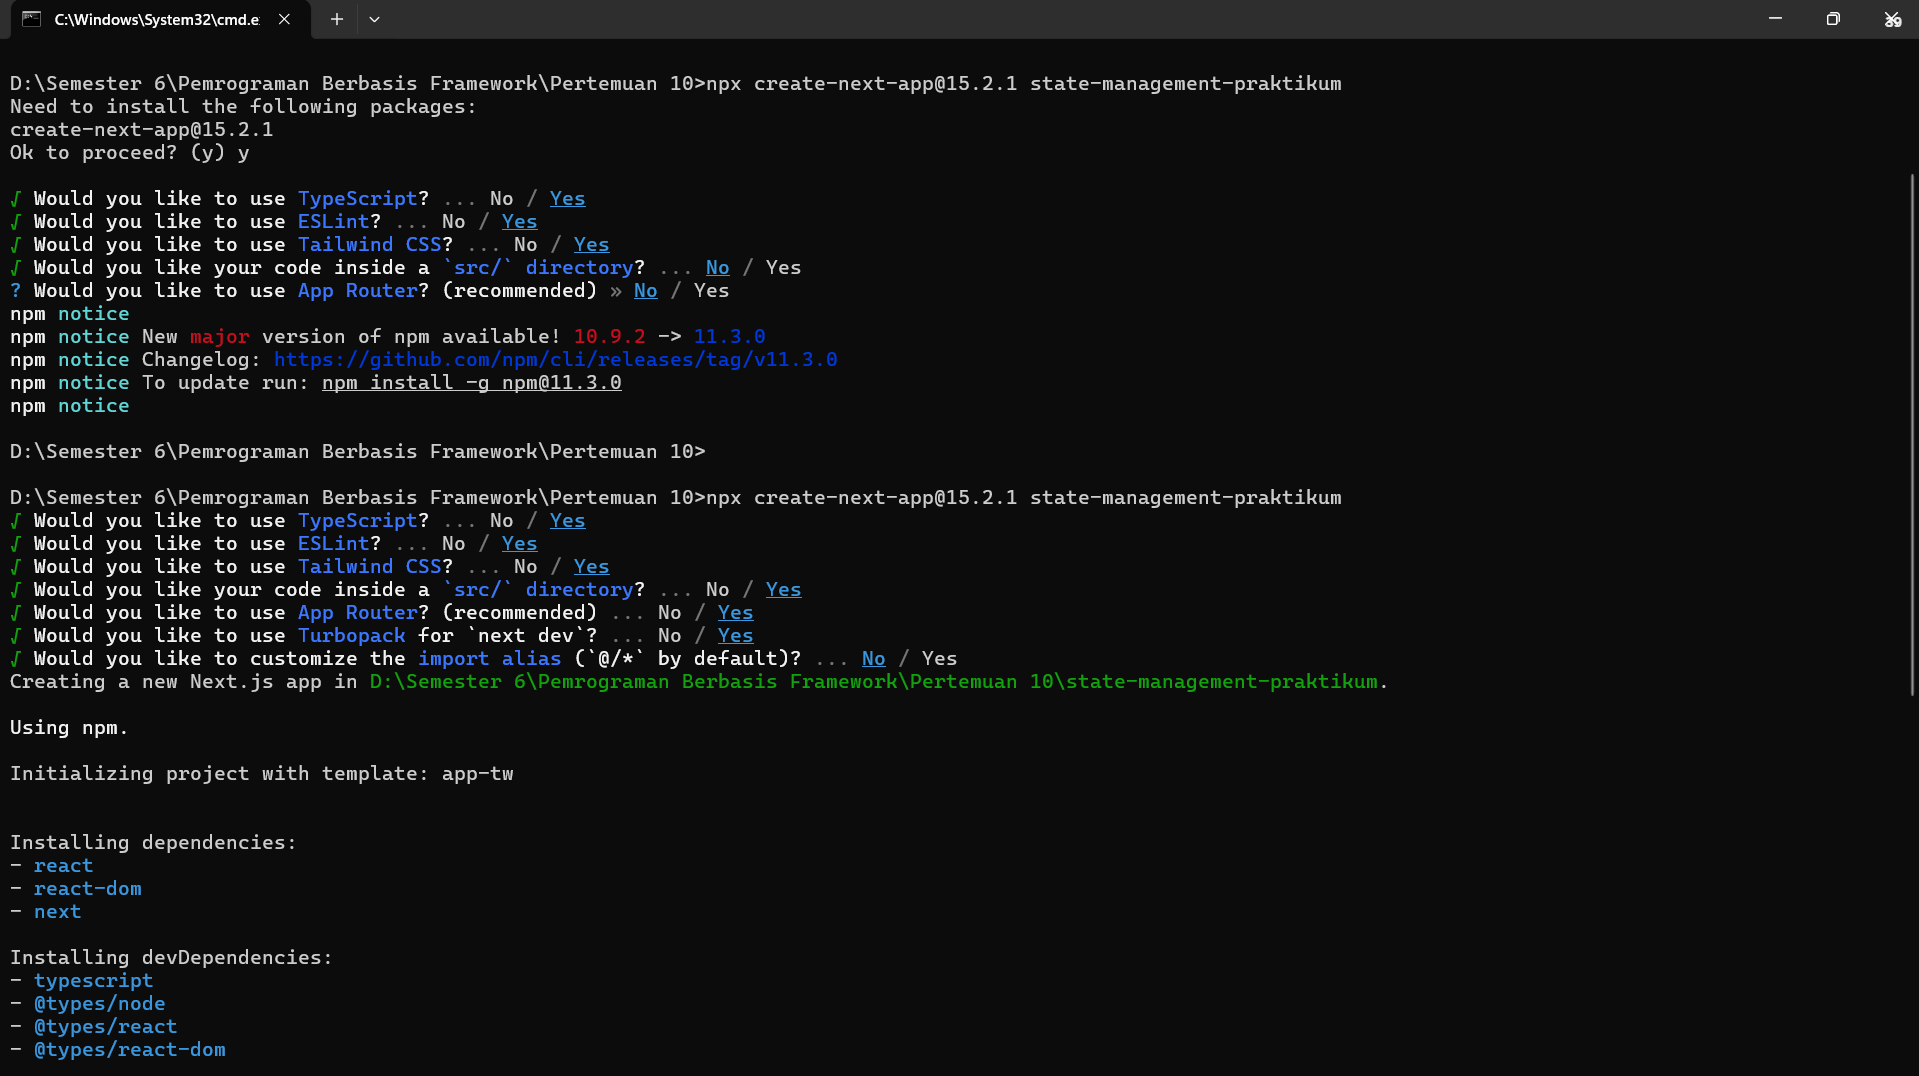 C:\Windows\System32\cmd.e
D:\Semester 6\Pemrograman Berbasis Framework\Pertemuan 10>npx create-next-app@15.2.1 state-management-praktikum
Need to install the following packages:
create-next-app@15.2.1
Ok to proceed? (y) y
√ Would you like to use TypeScript? ... No / Yes
√ Would you like to use ESLint? ... No / Yes
√ Would you like to use Tailwind CSS? ... No / Yes
√ Would you like your code inside a `src/` directory? ... No / Yes
? Would you like to use App Router? (recommended) » No / Yes
npm notice
npm notice New major version of npm available! 10.9.2 -> 11.3.0
npm notice Changelog: https://github.com/npm/cli/releases/tag/v11.3.0
npm notice To update run: npm install -g npm@11.3.0
npm notice
D:\Semester 6\Pemrograman Berbasis Framework\Pertemuan 10>
D:\Semester 6\Pemrograman Berbasis Framework\Pertemuan 10>npx create-next-app@15.2.1 state-management-praktikum
√ Would you like to use TypeScript? ... No / Yes
√ Would you like to use ESLint? ... No / Yes
√ Would you like to use Tailwind CSS? ... No / Yes
√ Would you like your code inside a `src/` directory? ... No / Yes
√ Would you like to use App Router? (recommended) ... No / Yes
√ Would you like to use Turbopack for `next dev`? ... No / Yes
√ Would you like to customize the import alias (`@/*` by default)? ... No / Yes
Creating a new Next.js app in D:\Semester 6\Pemrograman Berbasis Framework\Pertemuan 10\state-management-praktikum.
Using npm.
Initializing project with template: app-tw
Installing dependencies:
- react
- react-dom
- next
Installing devDependencies:
- typescript
- @types/node
- @types/react
- @types/react-dom